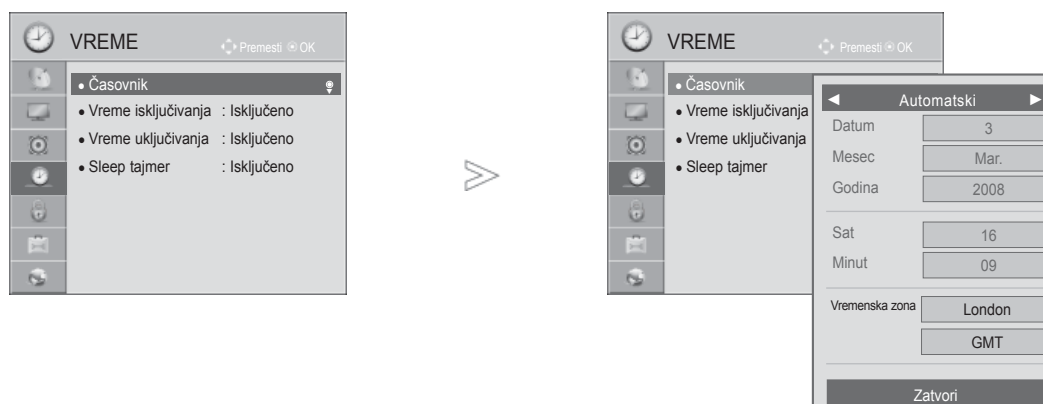 VREME Premesti OK
• Časovnik
• Vreme isključivanja : Isključeno
• Vreme uključivanja : Isključeno
• Sleep tajmer : Isključeno
VREME Premesti OK
• Časovnik
• Vreme isključivanja
• Vreme uključivanja
• Sleep tajmer
◄ Automatski ►
Datum 3
Mesec Mar.
Godina 2008
Sat 16
Minut 09
Vremenska zona London
GMT
Zatvori